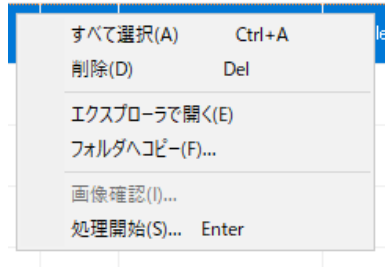 すべて選択(A) Ctrl+A
削除(D) Del
エクスプローラで開く(E)
フォルダへコピー(F)...
画像確認(I)...
処理開始(S)... Enter